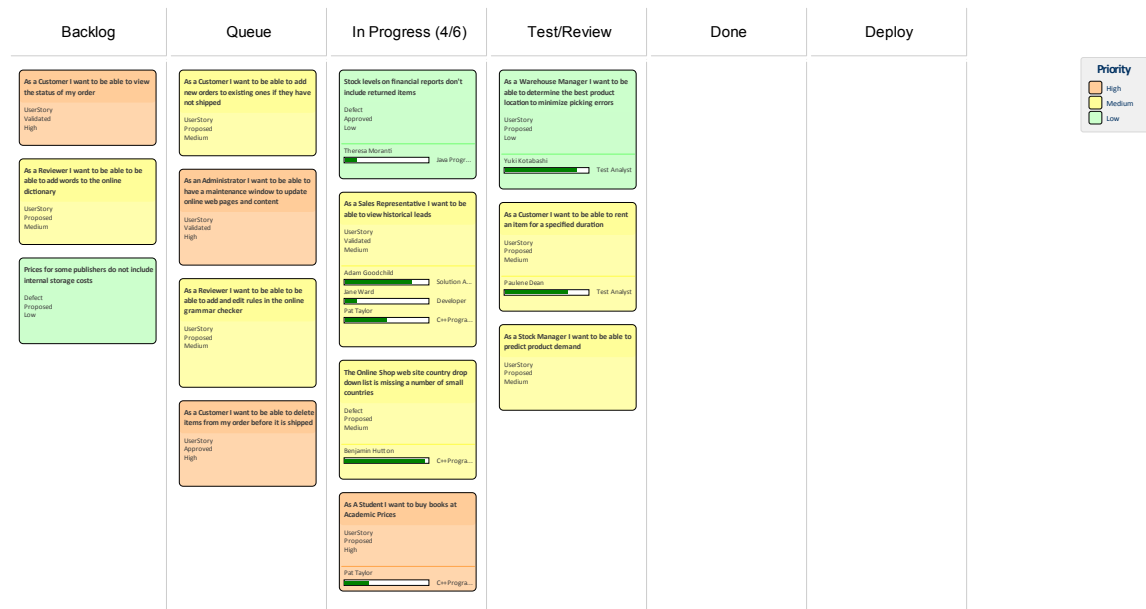 Backlog
Queue
In Progress (4/6)
Test/Review
Done
Deploy
As a Customer I want to be able to view
the status of my order
UserStory
Validated
High
As a Reviewer I want to be able to be
able to add words to the online
dictionary
UserStory
Proposed
Medium
Prices for some publishers do not include
internal storage costs
Defect
Proposed
Low
As a Customer I want to be able to add
new orders to existing ones if they have
not shipped
UserStory
Proposed
Medium
As an Administrator I want to be able to
have a maintenance window to update
online web pages and content
UserStory
Validated
High
As a Reviewer I want to be able to be
able to add and edit rules in the online
grammar checker
UserStory
Proposed
Medium
As a Customer I want to be able to delete
items from my order before it is shipped
UserStory
Approved
High
Stock levels on financial reports don't
include returned items
Defect
Approved
Low
Theresa Moranti
Java Progr...
As a Sales Representative I want to be
able to view historical leads
UserStory
Validated
Medium
Adam Goodchild
Solution A...
Jane Ward
Developer
Pat Taylor
C++ Progra...
The Online Shop web site country drop
down list is missing a number of small
countries
Defect
Proposed
Medium
Benjamin Hutton
C++ Progra...
As A Student I want to buy books at
Academic Prices
UserStory
Proposed
High
Pat Taylor
C++ Progra...
As a Warehouse Manager I want to be
able to determine the best product
location to minimize picking errors
UserStory
Proposed
Low
Yuki Kotabashi
Test Analyst
As a Customer I want to be able to rent
an item for a specified duration
UserStory
Proposed
Medium
Paulene Dean
Test Analyst
As a Stock Manager I want to be able to
predict product demand
UserStory
Proposed
Medium
Priority
High
Medium
Low